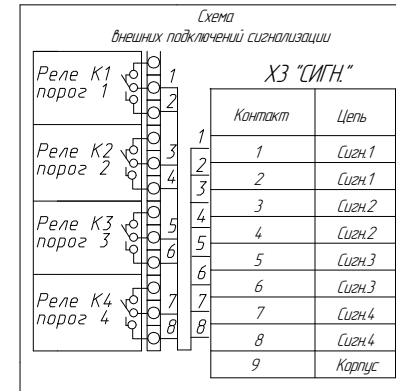 Схема
внешних подключений сигнализации
Реле К1
порог 1
1
2
Реле К2
порог 2
3
4
Реле К3
порог 3
5
6
Реле К4
порог 4
7
8
1
2
3
4
5
6
7
8
X3 "СИГН."
Контакт Цепь
1 Сигн.1
2 Сигн.1
3 Сигн.2
4 Сигн.2
5 Сигн.3
6 Сигн.3
7 Сигн.4
8 Сигн.4
9 Корпус